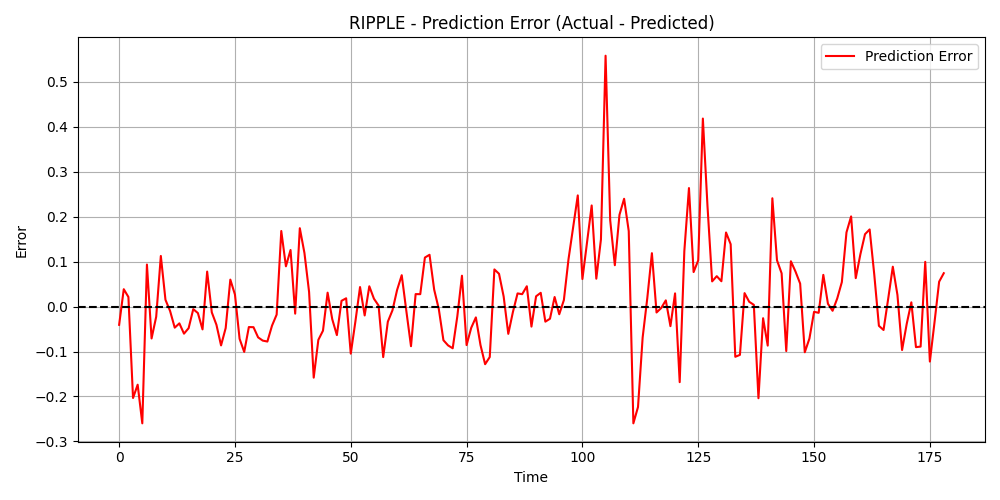 RIPPLE - Prediction Error (Actual - Predicted)
Prediction Error
Error
0.5
0.4
0.3
0.2
0.1
0.0
−0.1
−0.2
−0.3
0 25 50 75 100 125 150 175
Time